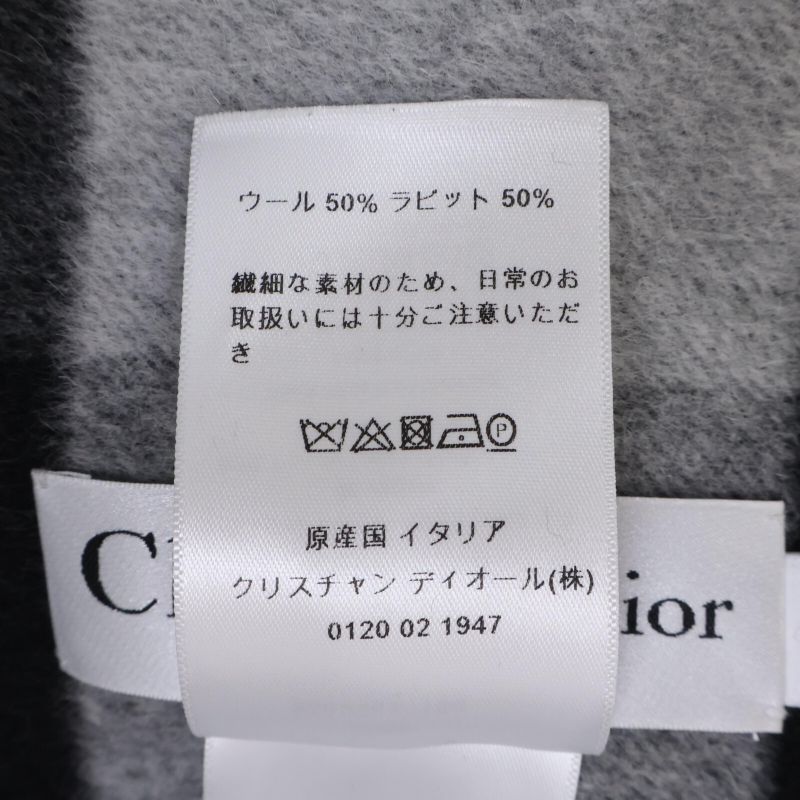 ウール 50% ラビット 50%
繊細な素材のため、日常のお
取扱いには十分ご注意いただ
き
P
原産国 イタリア
クリスチャン ディオール(株)
0120 02 1947